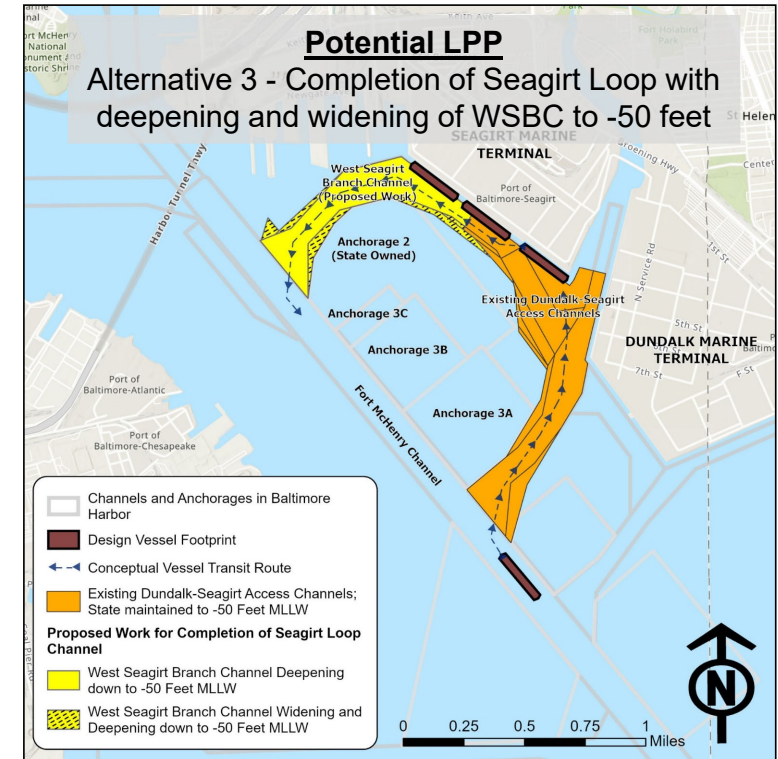 Potential LPP
Alternative 3 - Completion of Seagirt Loop with
deepening and widening of WSBC to -50 feet
Fort Holabird
Park
ort McHenry
National
St Helen
SEAGIRT MARINE
TERMINAL
Broening Hwy
Center
Harbor Tunnel Thwy
West Seagirt
Branch Channel
(Proposed Work)
Port of
Baltimore-Seagirt
Anchorage 2
(State Owned)
N Service Rd
1st St
Existing Dundalk-Seagirt
Access Channels
Anchorage 3C
5th St
DUNDALK MARINE
TERMINAL
Anchorage 3B
7th St
F St
Port of
Baltimore-Atlantic
Fort McHenry Channel
Anchorage 3A
Port of
Baltimore-Chesapeake
Channels and Anchorages in Baltimore
Harbor
Design Vessel Footprint
Conceptual Vessel Transit Route
Existing Dundalk-Seagirt Access Channels;
State maintained to -50 Feet MLLW
Proposed Work for Completion of Seagirt Loop
Channel
West Seagirt Branch Channel Deepening
down to -50 Feet MLLW
West Seagirt Branch Channel Widening and
Deepening down to -50 Feet MLLW
N
0 0.25 0.5 0.75 1
Miles